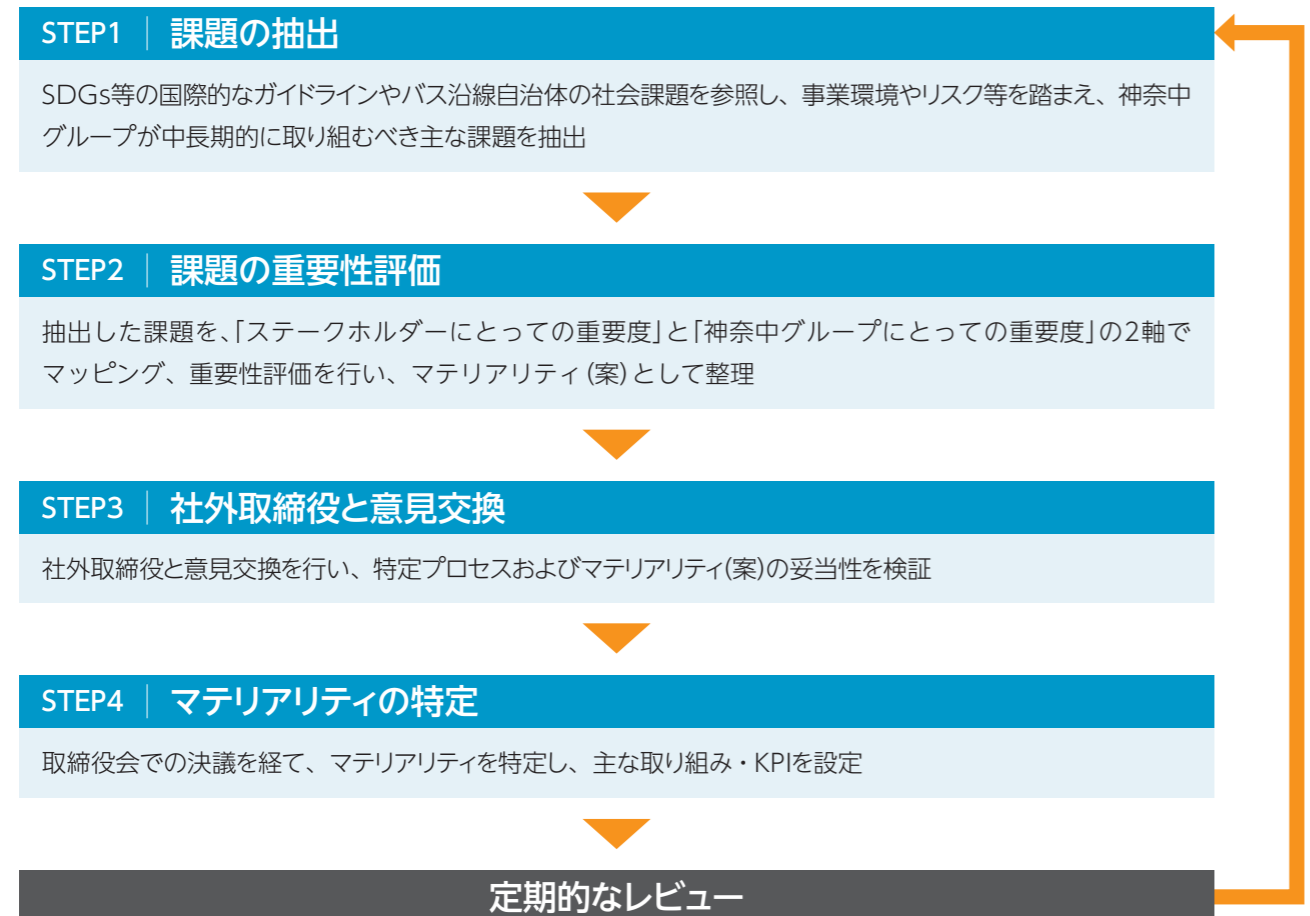 STEP1 | 課題の抽出
SDGs等の国際的なガイドラインやバス沿線自治体の社会課題を参照し、事業環境やリスク等を踏まえ、神奈中
グループが中長期的に取り組むべき主な課題を抽出
STEP2 | 課題の重要性評価
抽出した課題を、「ステークホルダーにとっての重要度」と「神奈中グループにとっての重要度」の2軸で
マッピング、重要性評価を行い、マテリアリティ(案)として整理
STEP3 | 社外取締役と意見交換
社外取締役と意見交換を行い、特定プロセスおよびマテリアリティ(案)の妥当性を検証
STEP4 | マテリアリティの特定
取締役会での決議を経て、マテリアリティを特定し、主な取り組み・KPIを設定
定期的なレビュー